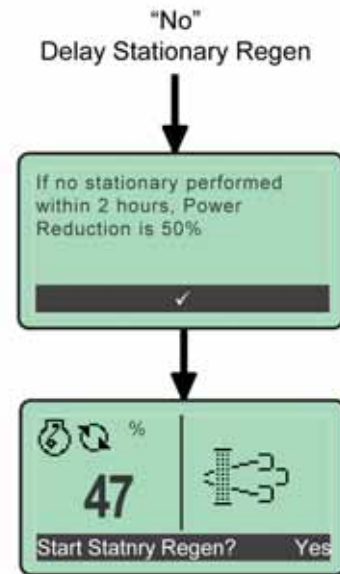 “No”
Delay Stationary Regen
If no stationary performed
within 2 hours, Power
Reduction is 50%
✓
%
47
Start Statnry Regen? Yes